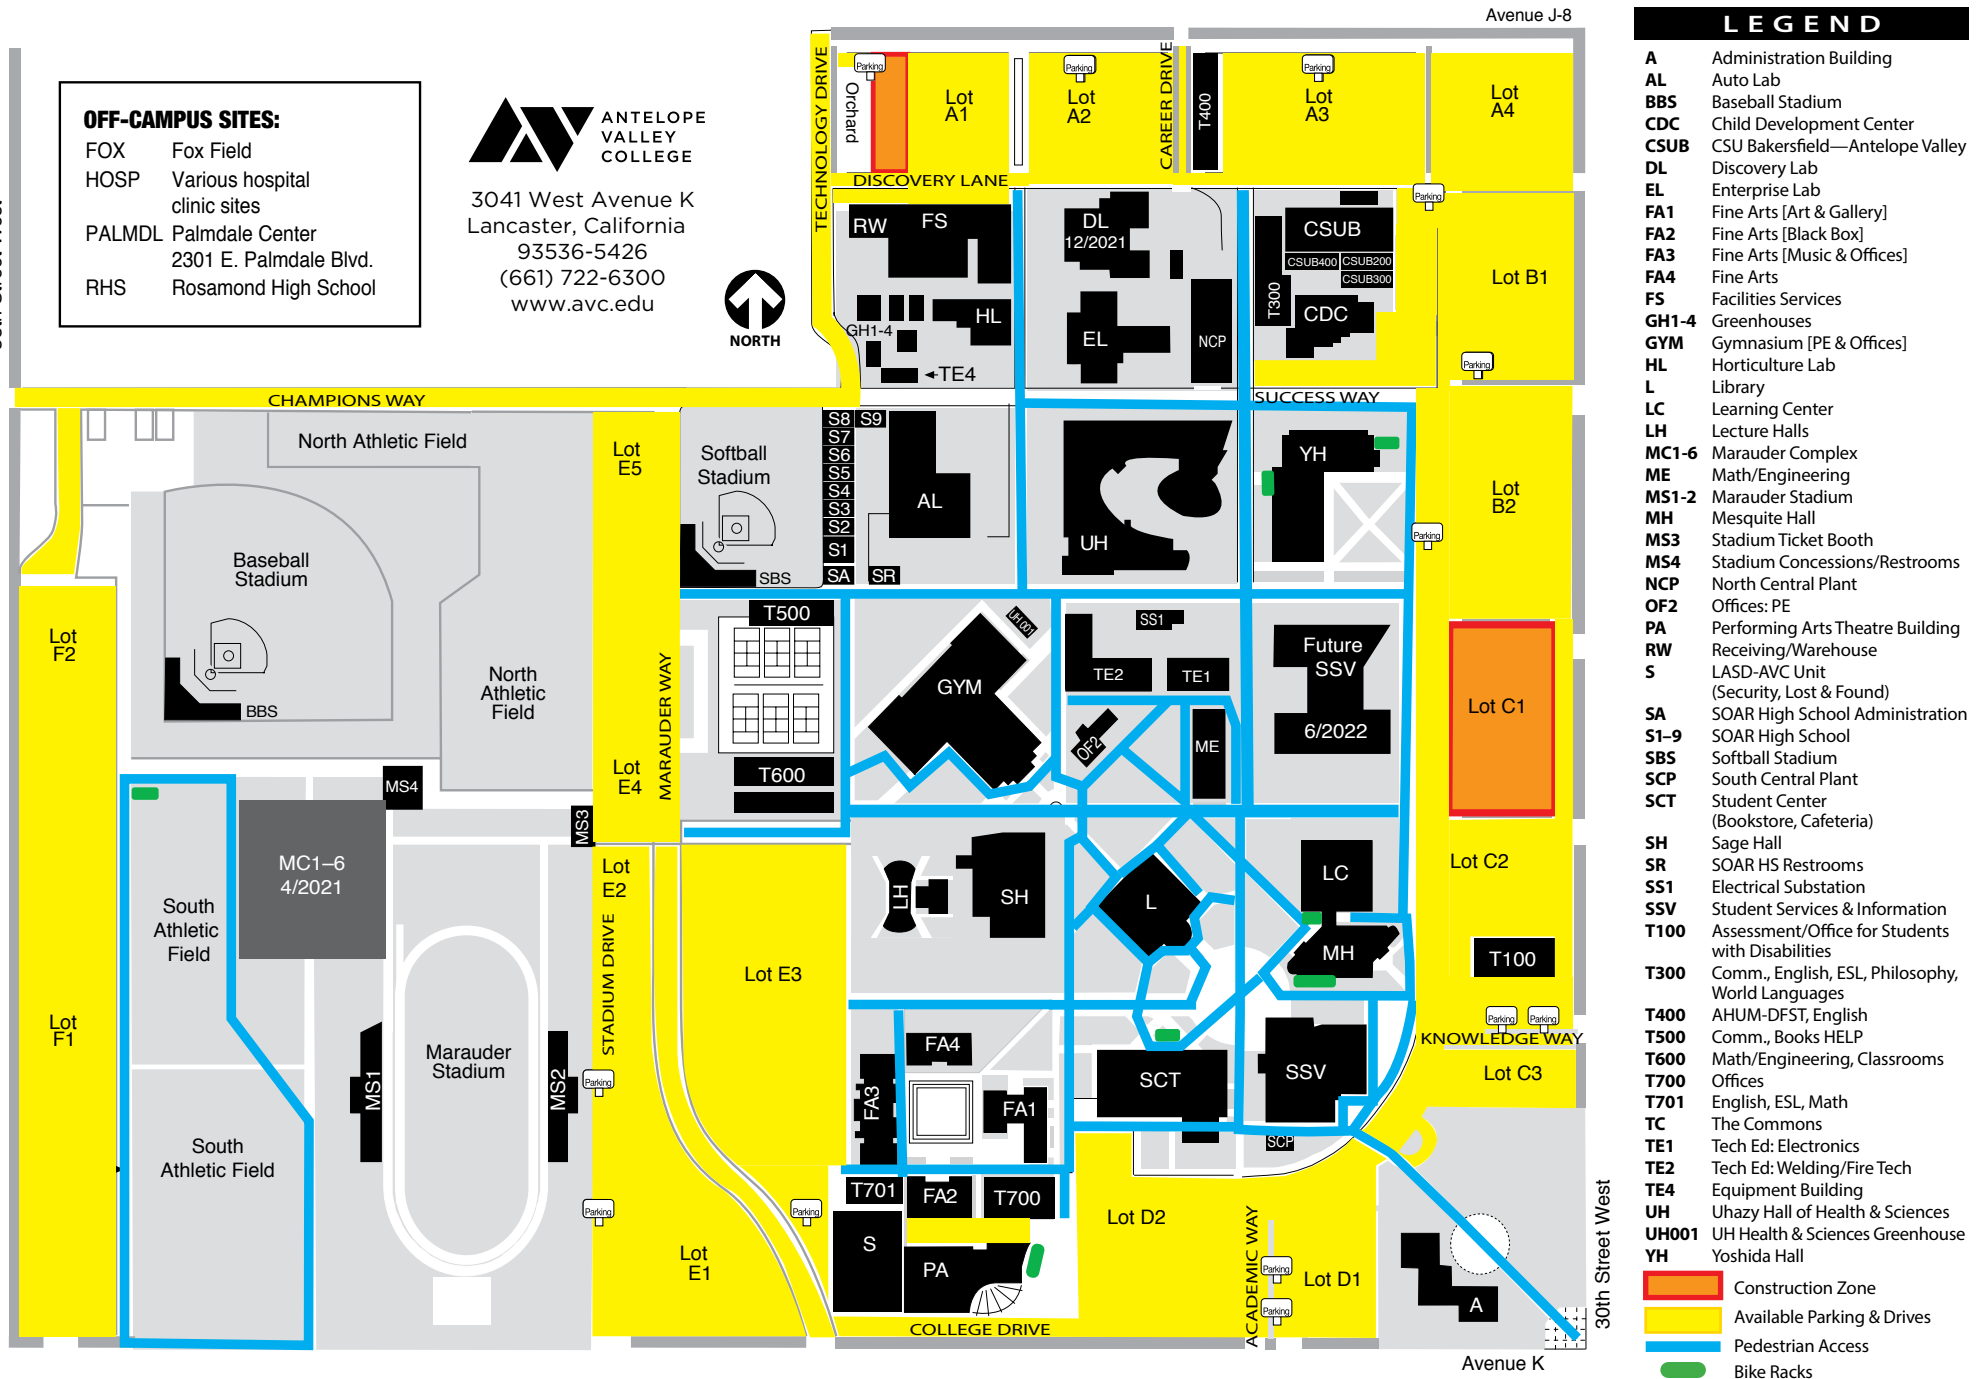 Avenue J-8
OFF-CAMPUS SITES:
FOX Fox Field
HOSP Various hospital
clinic sites
PALMDL Palmdale Center
2301 E. Palmdale Blvd.
RHS Rosamond High School
ANTELOPE
VALLEY
COLLEGE
3041 West Avenue K
Lancaster, California
93536-5426
(661) 722-6300
www.avc.edu
NORTH
TECHNOLOGY DRIVE
Parking
Orchard
Lot
A1
Parking
Lot
A2
CAREER DRIVE
T400
Parking
Lot
A3
Lot
A4
DISCOVERY LANE
Parking
RW
FS
DL
12/2021
CSUB
CSUB400
CSUB200
CSUB300
T300
CDC
Lot B1
GH1-4
HL
EL
NCP
TE4
Parking
CHAMPIONS WAY
SUCCESS WAY
North Athletic Field
Lot
E5
Softball
Stadium
SBS
S8
S9
S7
S6
S5
S4
S3
S2
S1
SA
SR
AL
UH
YH
Lot
B2
Parking
Baseball
Stadium
BBS
Lot
F2
North
Athletic
Field
MARAUDER WAY
T500
T600
UH 001
GYM
SS1
TE2
TE1
OF2
ME
Future
SSV
6/2022
Lot C1
Lot
E4
MS4
MS3
MC1–6
4/2021
South
Athletic
Field
Lot
E2
STADIUM DRIVE
Lot E3
LH
SH
L
LC
MH
Lot C2
T100
Parking
Parking
KNOWLEDGE WAY
Lot C3
Lot
F1
MS1
Marauder
Stadium
MS2
Parking
FA4
FA3
FA1
SCT
SSV
SCP
South
Athletic Field
Parking
Parking
T701
FA2
T700
Lot D2
S
PA
Lot
E1
ACADEMIC WAY
Parking
Parking
Lot D1
A
COLLEGE DRIVE
30th Street West
Avenue K
LEGEND
A Administration Building
AL Auto Lab
BBS Baseball Stadium
CDC Child Development Center
CSUB CSU Bakersfield—Antelope Valley
DL Discovery Lab
EL Enterprise Lab
FA1 Fine Arts [Art & Gallery]
FA2 Fine Arts [Black Box]
FA3 Fine Arts [Music & Offices]
FA4 Fine Arts
FS Facilities Services
GH1-4 Greenhouses
GYM Gymnasium [PE & Offices]
HL Horticulture Lab
L Library
LC Learning Center
LH Lecture Halls
MC1-6 Marauder Complex
ME Math/Engineering
MS1-2 Marauder Stadium
MH Mesquite Hall
MS3 Stadium Ticket Booth
MS4 Stadium Concessions/Restrooms
NCP North Central Plant
OF2 Offices: PE
PA Performing Arts Theatre Building
RW Receiving/Warehouse
S LASD-AVC Unit
(Security, Lost & Found)
SA SOAR High School Administration
S1–9 SOAR High School
SBS Softball Stadium
SCP South Central Plant
SCT Student Center
(Bookstore, Cafeteria)
SH Sage Hall
SR SOAR HS Restrooms
SS1 Electrical Substation
SSV Student Services & Information
T100 Assessment/Office for Students
with Disabilities
T300 Comm., English, ESL, Philosophy,
World Languages
T400 AHUM-DFST, English
T500 Comm., Books HELP
T600 Math/Engineering, Classrooms
T700 Offices
T701 English, ESL, Math
TC The Commons
TE1 Tech Ed: Electronics
TE2 Tech Ed: Welding/Fire Tech
TE4 Equipment Building
UH Uhazy Hall of Health & Sciences
UH001 UH Health & Sciences Greenhouse
YH Yoshida Hall
Construction Zone
Available Parking & Drives
Pedestrian Access
Bike Racks